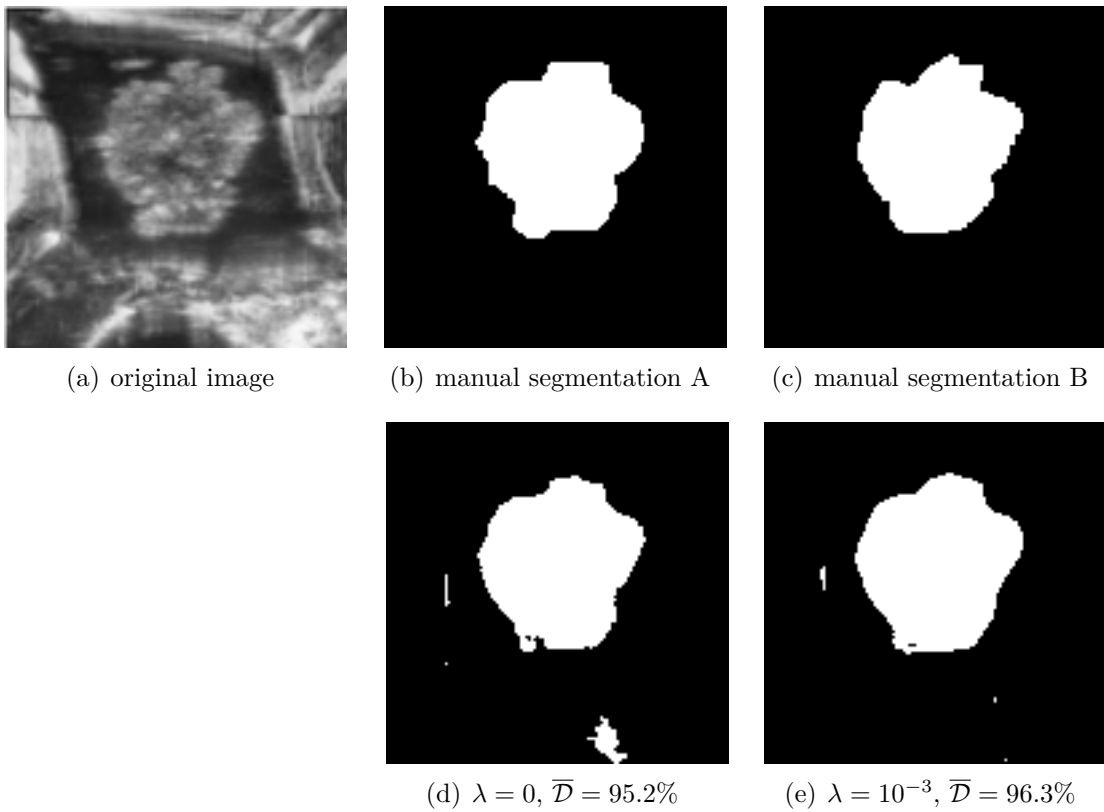 (a) original image
(b) manual segmentation A
(c) manual segmentation B
(d) λ = 0, D̅ = 95.2%
(e) λ = 10⁻³, D̅ = 96.3%